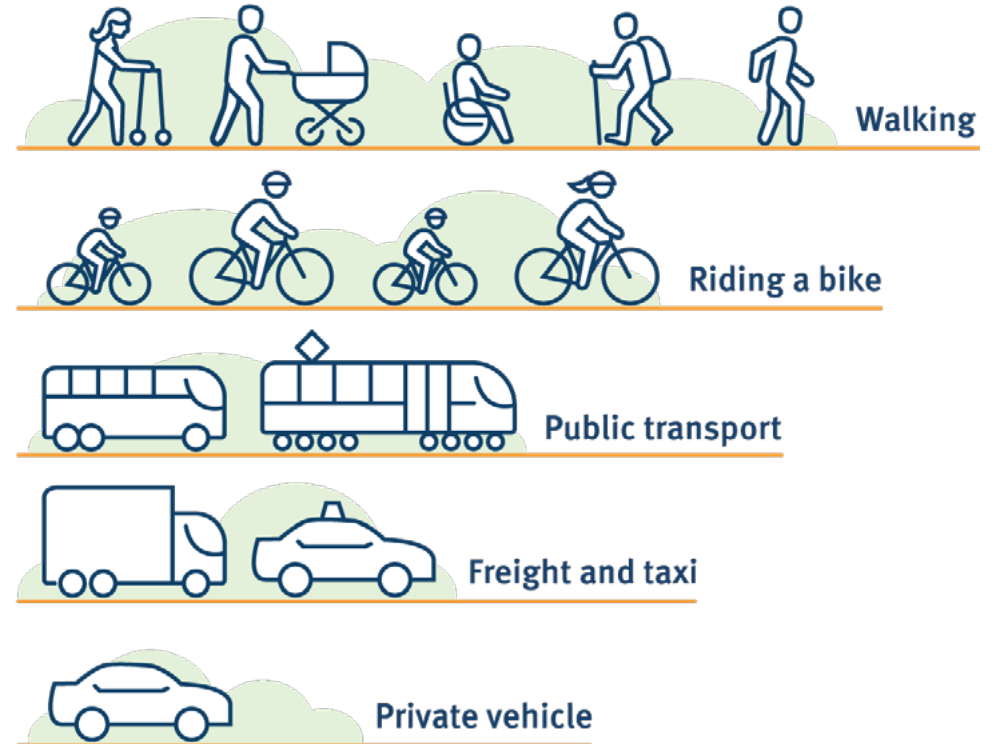 Walking
Riding a bike
Public transport
Freight and taxi
Private vehicle